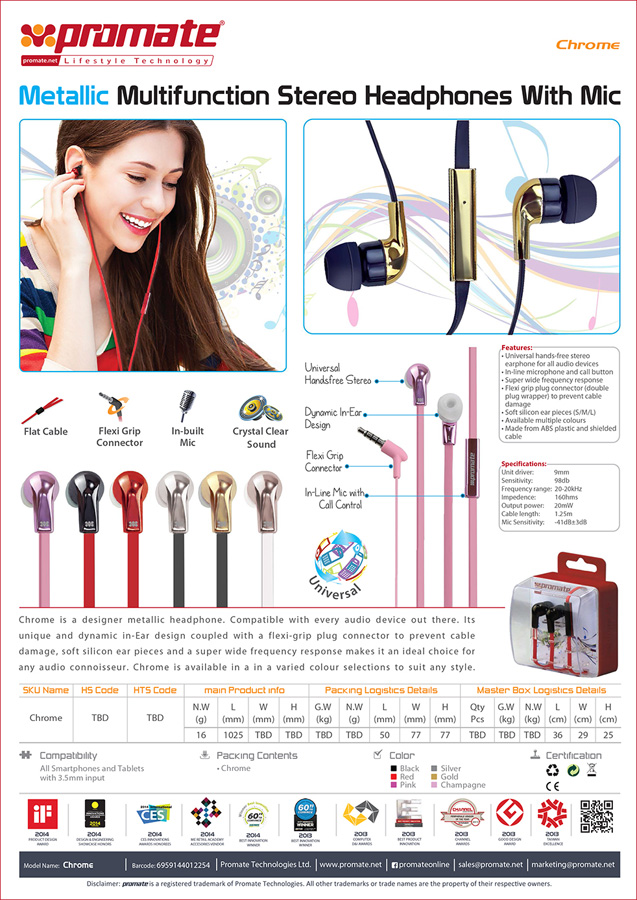 promate®
promate.net Lifestyle Technology
Chrome
Metallic Multifunction Stereo Headphones With Mic
Flat Cable
Flexi Grip
Connector
In-built
Mic
Crystal Clear
Sound
Universal
Handsfree Stereo
Dynamic In-Ear
Design
Flexi Grip
Connector
In-Line Mic with
Call Control
Universal
promate
Features:
• Universal hands-free stereo
earphone for all audio devices
• In-line microphone and call button
• Super wide frequency response
• Flexi grip plug connector (double
plug wrapper) to prevent cable
damage
• Soft silicon ear pieces (S/M/L)
• Available multiple colours
• Made from ABS plastic and shielded
cable
Specifications:
Unit driver: 9mm
Sensitivity: 98db
Frequency range: 20-20kHz
Impedence: 160hms
Output power: 20mW
Cable length: 1.25m
Mic Sensitivity: -41dB±3dB
promate
Chrome is a designer metallic headphone. Compatible with every audio device out there. Its
unique and dynamic in-Ear design coupled with a flexi-grip plug connector to prevent cable
damage, soft silicon ear pieces and a super wide frequency response makes it an ideal choice for
any audio connoisseur. Chrome is available in a in a varied colour selections to suit any style.
SKU Name HS Code HTS Code main Product info Packing Logistics Details Master Box Logistics Details
Chrome TBD TBD
N.W (g) L (mm) W (mm) H (mm) G.W (kg) N.W (g) L (mm) W (mm) H (mm) Qty Pcs G.W (kg) N.W (kg) L (cm) W (cm) H (cm)
16 1025 TBD TBD TBD TBD 50 77 77 TBD TBD TBD 36 29 25
Compatibility
All Smartphones and Tablets
with 3.5mm input
Packing Contents
• Chrome
Color
Black
Red
Pink
Silver
Gold
Champagne
Certification
CE
2014
PRODUCT DESIGN
AWARD
2014
DESIGN & ENGINEERING
SHOWCASE HONORS
2014 International
CES
2014
CES INNOVATIONS
AWARDS HONOREES
2014
ME RETAIL ACADEMY
ACCESSORIES VENDOR
2014
BEST INNOVATION
WINNER
2013
BEST INNOVATION
WINNER
2013
COMPUTER
D&I AWARDS
2013
BEST PRODUCT
INNOVATION
2013
CHANNEL
AWARDS
2013
GOOD DESIGN
AWARD
2013
TAIWAN
EXCELLENCE
Model Name: Chrome Barcode: 6959144012254 Promate Technologies Ltd. www.promate.net promateonline sales@promate.net marketing@promate.net
Disclaimer: promate is a registered trademark of Promate Technologies. All other trademarks or trade names are the property of their respective owners.